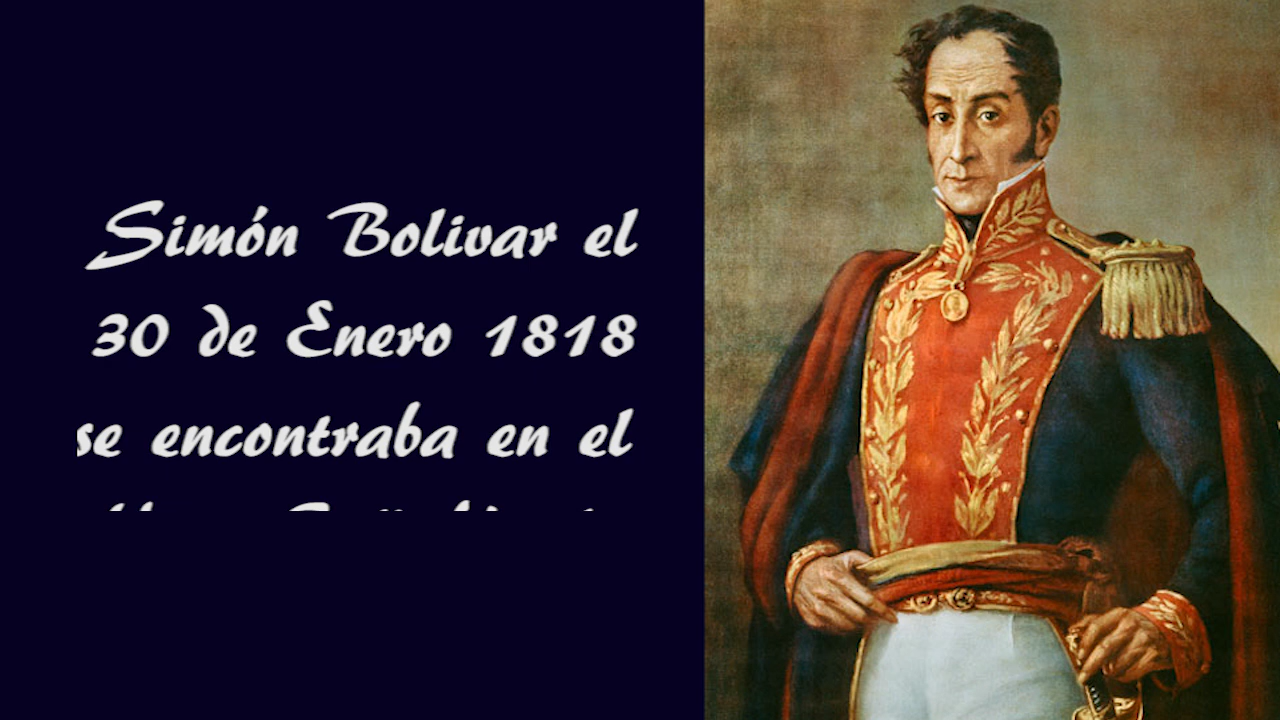 Simón Bolivar el
30 de Enero 1818
se encontraba en el